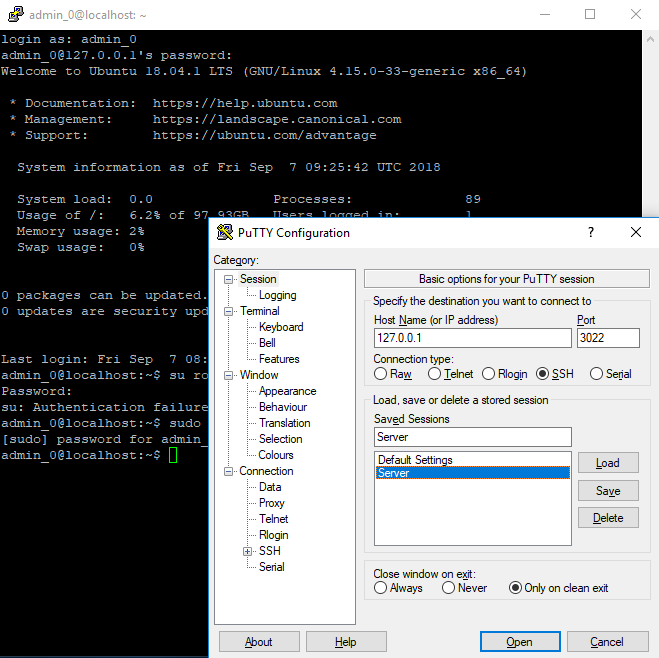 admin_0@localhost: ~
login as: admin_0
admin_0@127.0.0.1's password:
Welcome to Ubuntu 18.04.1 LTS (GNU/Linux 4.15.0-33-generic x86_64)
* Documentation: https://help.ubuntu.com
* Management: https://landscape.canonical.com
* Support: https://ubuntu.com/advantage
System information as of Fri Sep 7 09:25:42 UTC 2018
System load: 0.0 Processes: 89
Usage of /: 6.2% of 97.93GB Users logged in: 1
Memory usage: 2%
Swap usage: 0%
0 packages can be updated.
0 updates are security upd
Last login: Fri Sep 7 08:
admin_0@localhost:~$ su ro
Password:
su: Authentication failure
admin_0@localhost:~$ sudo
[sudo] password for admin_
admin_0@localhost:~$
PuTTY Configuration
?
Category:
Session
Logging
Terminal
Keyboard
Bell
Features
Window
Appearance
Behaviour
Translation
Selection
Colours
Connection
Data
Proxy
Telnet
Rlogin
SSH
Serial
Basic options for your PuTTY session
Specify the destination you want to connect to
Host Name (or IP address) Port
127.0.0.1 3022
Connection type:
Raw Telnet Rlogin SSH Serial
Load, save or delete a stored session
Saved Sessions
Server
Default Settings
Server
Load
Save
Delete
Close window on exit:
Always Never Only on clean exit
About Help Open Cancel